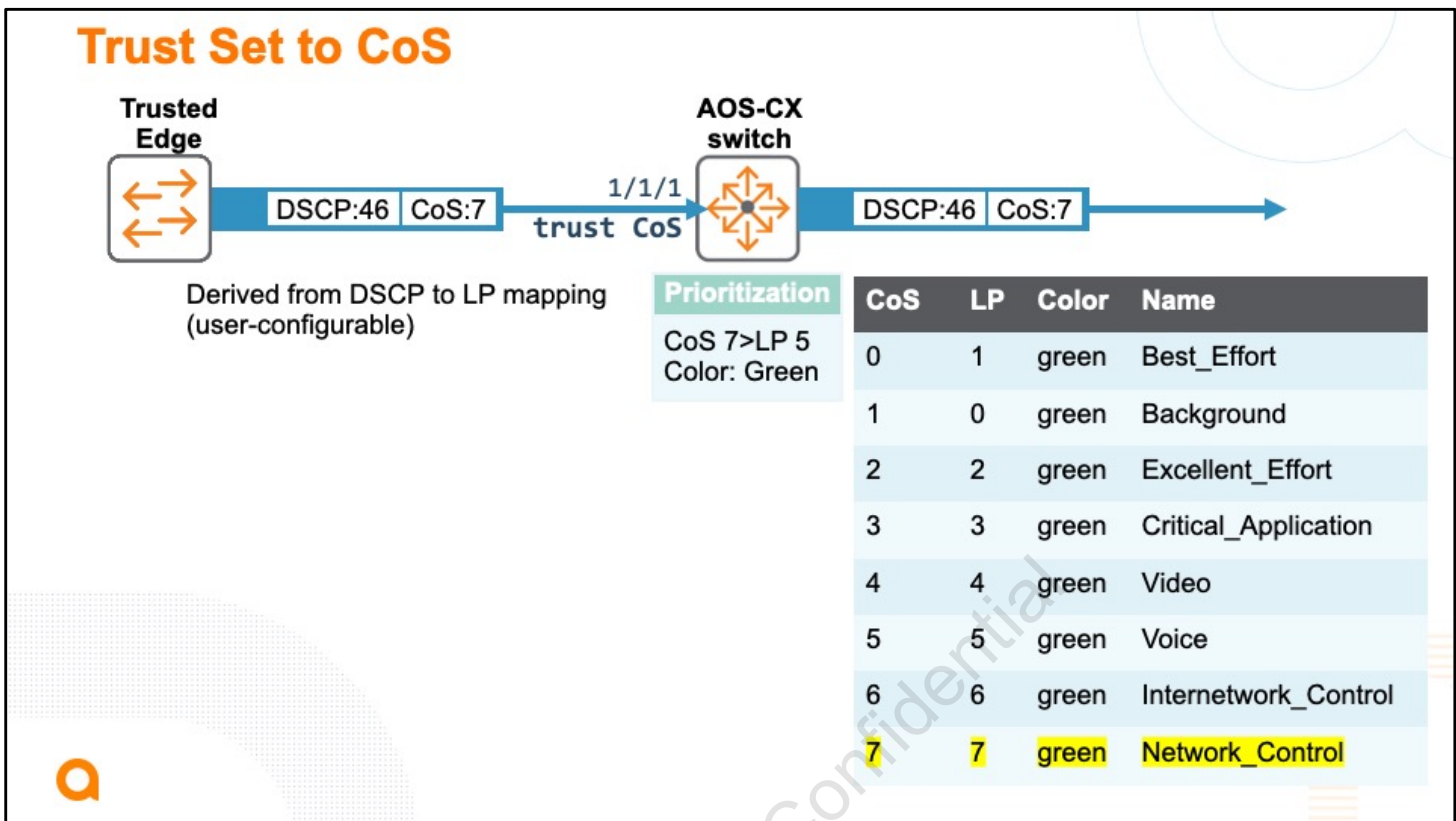 Trust Set to CoS
Trusted
Edge
AOS-CX
switch
DSCP:46 CoS:7
1/1/1
trust CoS
DSCP:46 CoS:7
Derived from DSCP to LP mapping
(user-configurable)
Prioritization
CoS 7>LP 5
Color: Green
CoS LP Color Name
0 1 green Best_Effort
1 0 green Background
2 2 green Excellent_Effort
3 3 green Critical_Application
4 4 green Video
5 5 green Voice
6 6 green Internetwork_Control
7 7 green Network_Control
Confidential